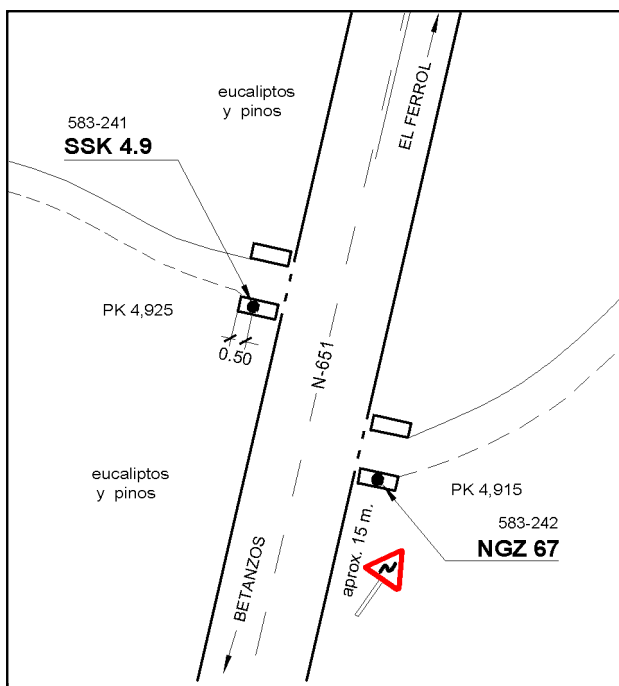 EL FERROL
eucaliptos
y pinos
583-241
SSK 4.9
PK 4,925
0.50
N-651
eucaliptos
y pinos
PK 4,915
583-242
NGZ 67
aprox. 15 m.
BETANZOS